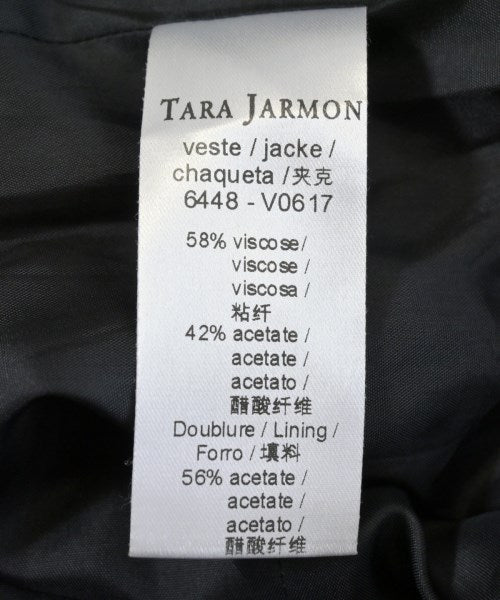 TARA JARMON
veste / jacke /
chaqueta /夹克
6448 - V0617
58% viscose/
viscose /
viscosa /
粘纤
42% acetate /
acetate /
acetato /
醋酸纤维
Doublure / Lining /
Forro / 填料
56% acetate /
acetate /
acetato /
醋酸纤维